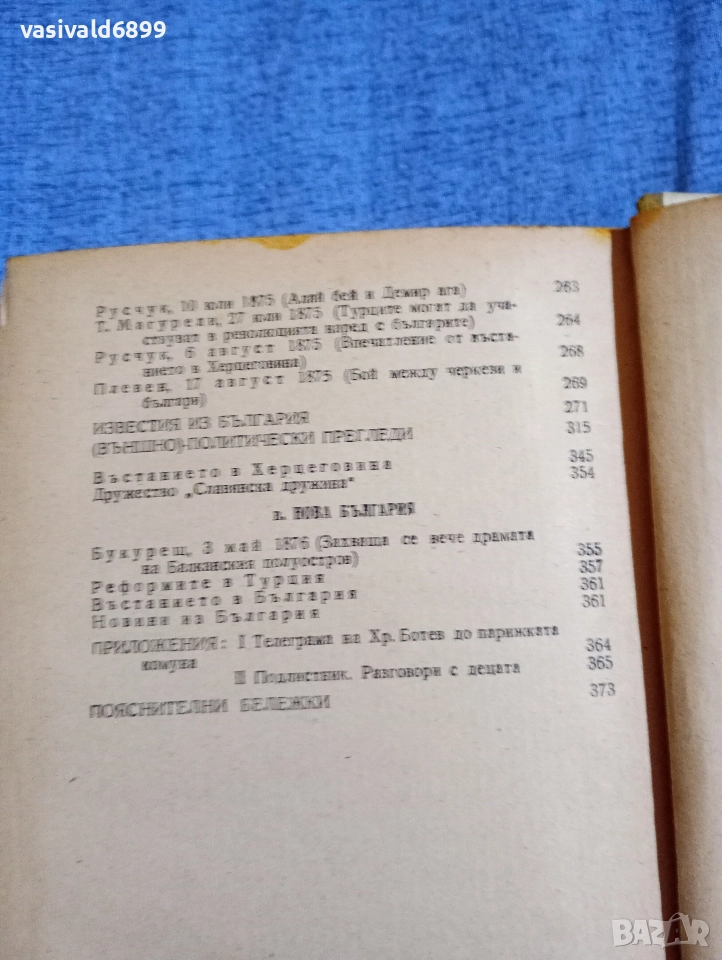 vasivald6899
Русчук, 10 юли 1875 (Алай бей и Демир ага) 263
Т. Магурели, 27 юли 1875 (Турците могат да уча-
ствуват в революцията наред с българите) 264
Русчук, 6 август 1875 (Впечатление от въста-
нието в Херцеговина) 268
Плевен, 17 август 1875 (Бой между черкези и
българи) 269
ИЗВЕСТИЯ ИЗ БЪЛГАРИЯ 271
(ВЪНШНО)-ПОЛИТИЧЕСКИ ПРЕГЛЕДИ 315
Въстанието в Херцеговина 345
Дружество „Славянска дружина“ 354
в. НОВА БЪЛГАРИЯ
Букурещ, 3 май 1876 (Захваща се вече драмата
на Балканския полуостров) 355
Реформите в Турция 357
Въстанието в България 361
Новини из България 361
ПРИЛОЖЕНИЯ: I Телеграма на Хр. Ботев до парижката
комуна 364
II Подлистник. Разговори с децата 365
ПОЯСНИТЕЛНИ БЕЛЕЖКИ 373
BAZAR